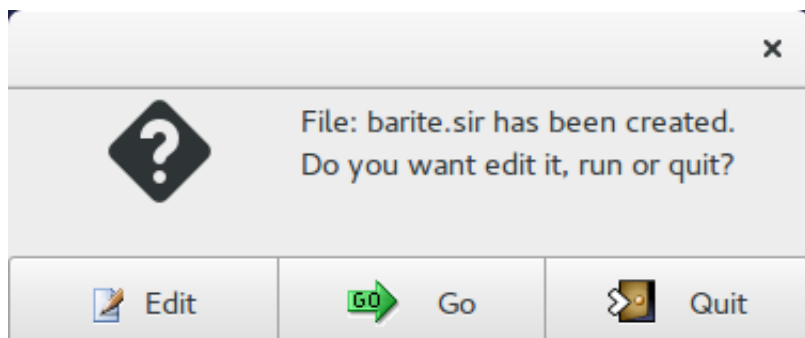 File: barite.sir has been created.
Do you want edit it, run or quit?
Edit
GO Go
Quit